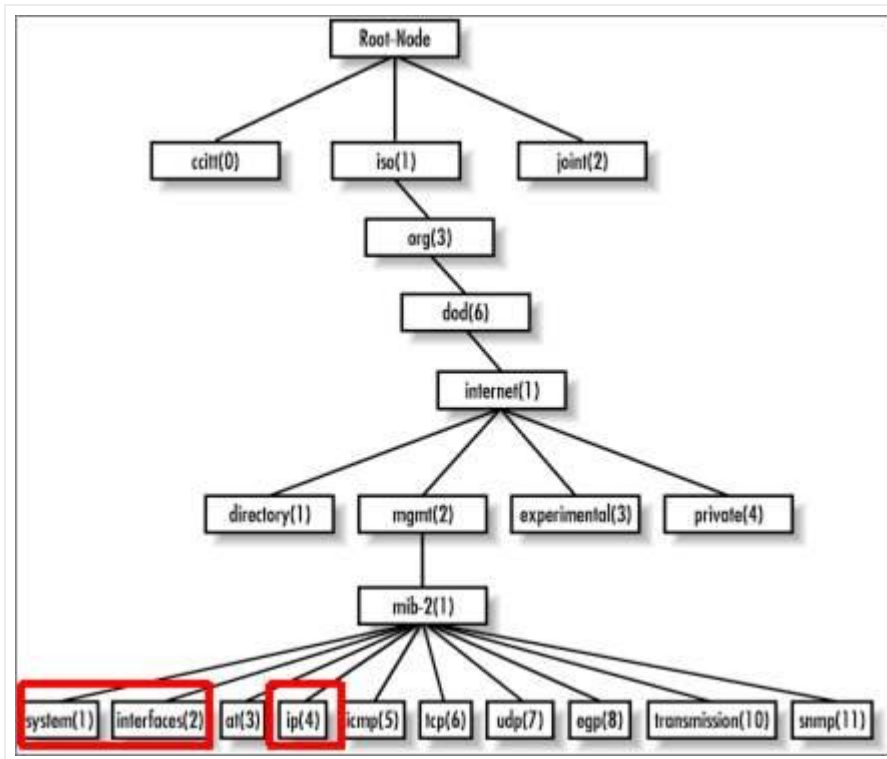 Root-Node
ccitt(0) iso(1) joint(2)
org(3)
dod(6)
internet(1)
directory(1) mgmt(2) experimental(3) private(4)
mib-2(1)
system(1) interfaces(2) at(3) ip(4) icmp(5) tcp(6) udp(7) egp(8) transmission(10) snmp(11)